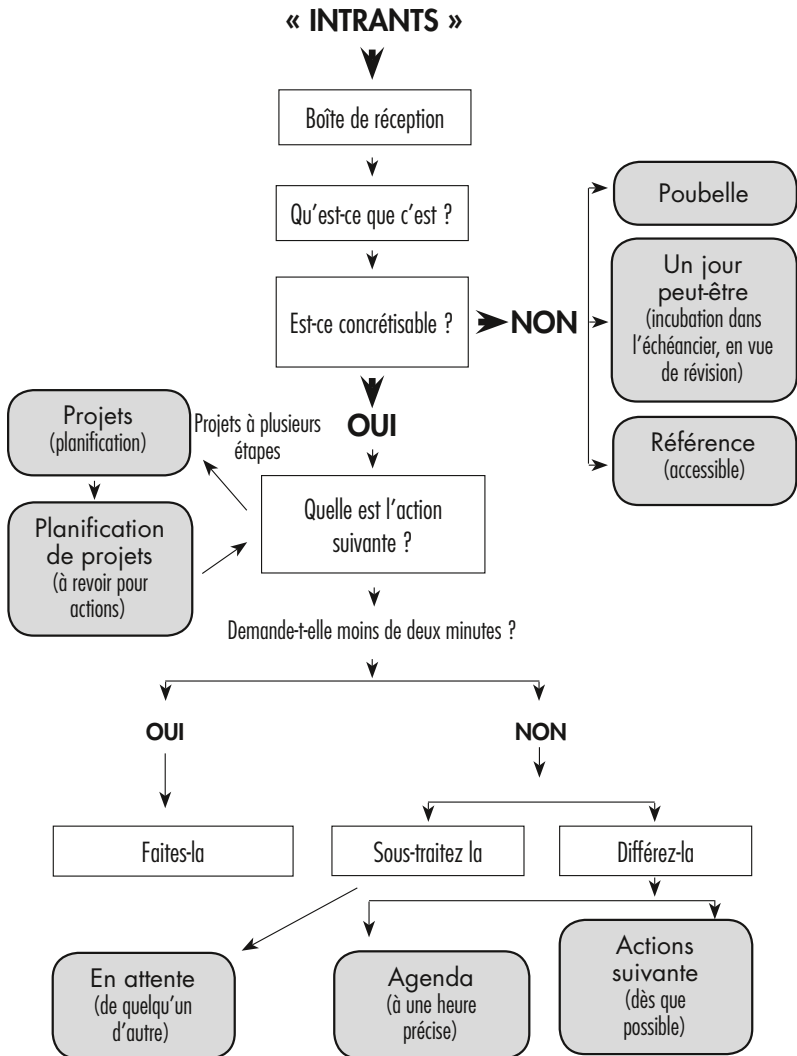 « INTRANTS »
Boîte de réception
Qu'est-ce que c'est ?
Est-ce concrétisable ?
NON
Poubelle
Un jour
peut-être
(incubation dans
l'échéancier, en vue
de révision)
Référence
(accessible)
OUI
Projets à plusieurs
étapes
Projets
(planification)
Planification
de projets
(à revoir pour
actions)
Quelle est l'action
suivante ?
Demande-t-elle moins de deux minutes ?
OUI
NON
Faites-la
Sous-traitez la
Différez-la
En attente
(de quelqu'un
d'autre)
Agenda
(à une heure
précise)
Actions
suivante
(dès que
possible)